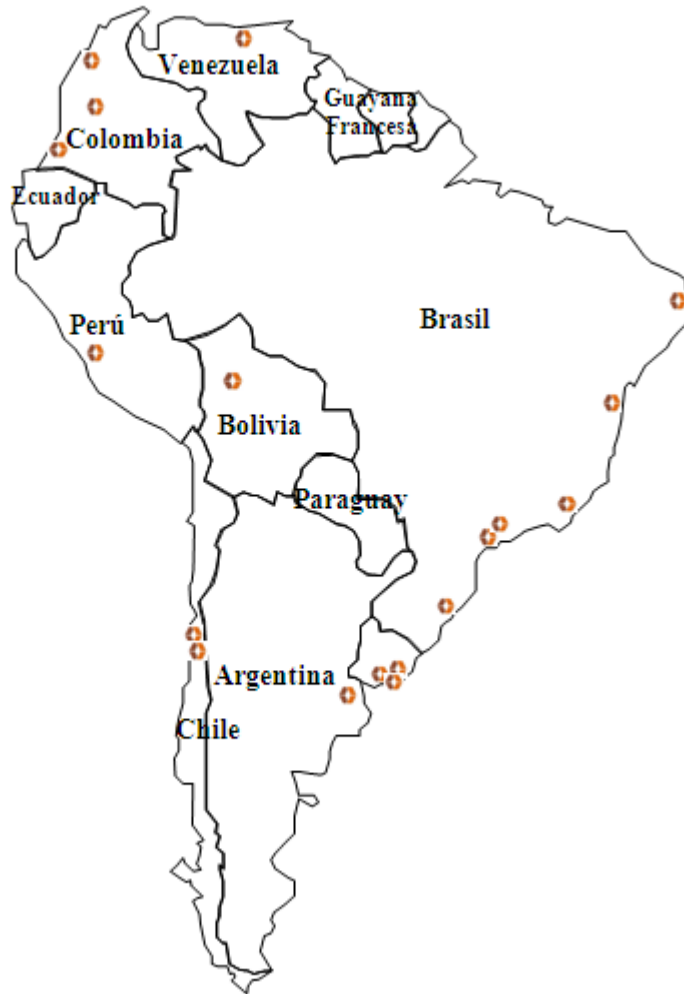 Venezuela
Guayana
Francesa
Colombia
Ecuador
Perú
Brasil
Bolivia
Paraguay
Argentina
Chile